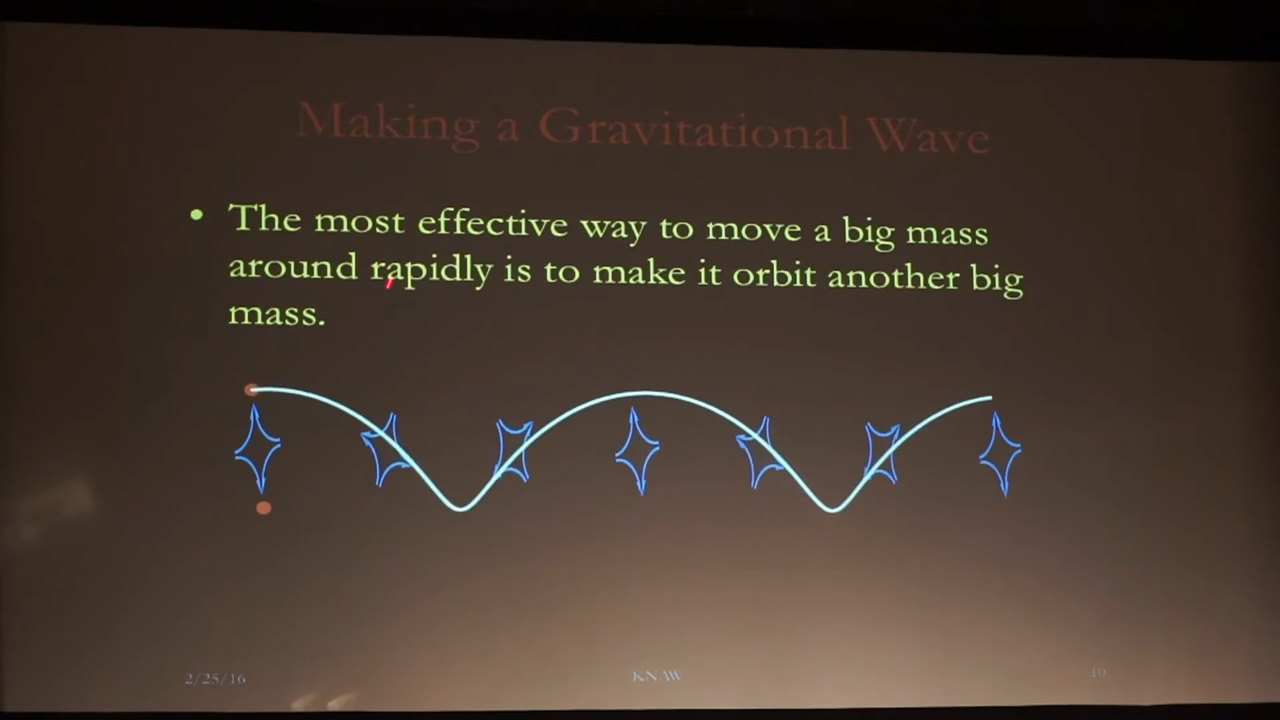 Making a Gravitational Wave
• The most effective way to move a big mass
around rapidly is to make it orbit another big
mass.
2/25/16
KNAW
10